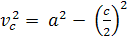 v_c^2 = a^2 − (c/2)^2